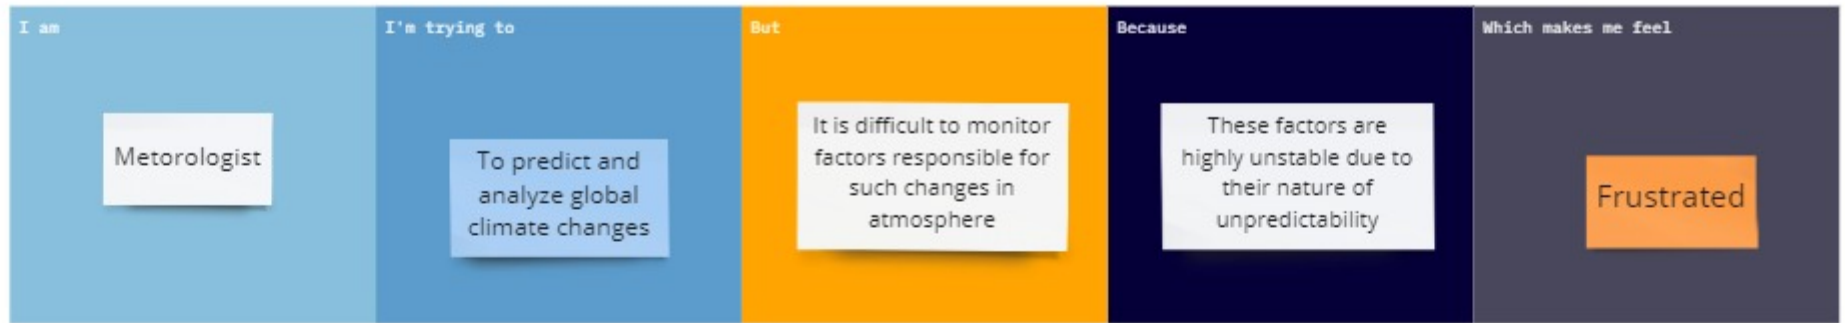 I am
Metorologist
I'm trying to
To predict and
analyze global
climate changes
But
It is difficult to monitor
factors responsible for
such changes in
atmosphere
Because
These factors are
highly unstable due to
their nature of
unpredictability
Which makes me feel
Frustrated